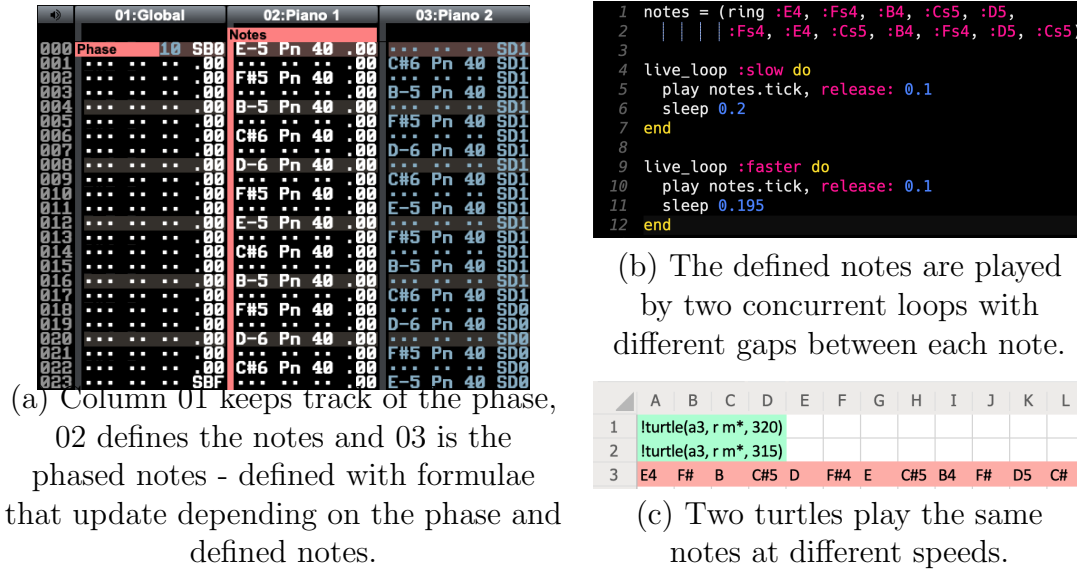 01:Global 02:Piano 1 03:Piano 2
Notes
000 Phase 10 SB0 E-5 Pn 40 .00 ··· ·· ·· SD1
001 ··· ·· ·· .00 ··· ·· ·· .00 C#6 Pn 40 SD1
002 ··· ·· ·· .00 F#5 Pn 40 .00 ··· ·· ·· SD1
003 ··· ·· ·· .00 ··· ·· ·· .00 B-5 Pn 40 SD1
004 ··· ·· ·· .00 B-5 Pn 40 .00 ··· ·· ·· SD1
005 ··· ·· ·· .00 ··· ·· ·· .00 F#5 Pn 40 SD1
006 ··· ·· ·· .00 C#6 Pn 40 .00 ··· ·· ·· SD1
007 ··· ·· ·· .00 ··· ·· ·· .00 D-6 Pn 40 SD1
008 ··· ·· ·· .00 D-6 Pn 40 .00 ··· ·· ·· SD1
009 ··· ·· ·· .00 ··· ·· ·· .00 C#6 Pn 40 SD1
010 ··· ·· ·· .00 F#5 Pn 40 .00 ··· ·· ·· SD1
011 ··· ·· ·· .00 ··· ·· ·· .00 E-5 Pn 40 SD1
012 ··· ·· ·· .00 E-5 Pn 40 .00 ··· ·· ·· SD1
013 ··· ·· ·· .00 ··· ·· ·· .00 F#5 Pn 40 SD1
014 ··· ·· ·· .00 C#6 Pn 40 .00 ··· ·· ·· SD1
015 ··· ·· ·· .00 ··· ·· ·· .00 B-5 Pn 40 SD1
016 ··· ·· ·· .00 B-5 Pn 40 .00 ··· ·· ·· SD1
017 ··· ·· ·· .00 ··· ·· ·· .00 C#6 Pn 40 SD1
018 ··· ·· ·· .00 F#5 Pn 40 .00 ··· ·· ·· SD0
019 ··· ·· ·· .00 ··· ·· ·· .00 D-6 Pn 40 SD0
020 ··· ·· ·· .00 D-6 Pn 40 .00 ··· ·· ·· SD0
021 ··· ·· ·· .00 ··· ·· ·· .00 F#5 Pn 40 SD0
022 ··· ·· ·· .00 C#6 Pn 40 .00 ··· ·· ·· SD0
023 ··· ·· ·· SBF ··· ·· ·· .00 E-5 Pn 40 SD0
(a) Column 01 keeps track of the phase,
02 defines the notes and 03 is the
phased notes - defined with formulae
that update depending on the phase and
defined notes.
1 notes = (ring :E4, :Fs4, :B4, :Cs5, :D5,
2 :Fs4, :E4, :Cs5, :B4, :Fs4, :D5, :Cs5)
3
4 live_loop :slow do
5 play notes.tick, release: 0.1
6 sleep 0.2
7 end
8
9 live_loop :faster do
10 play notes.tick, release: 0.1
11 sleep 0.195
12 end
(b) The defined notes are played
by two concurrent loops with
different gaps between each note.
A B C D E F G H I J K L
1 !turtle(a3, r m*, 320)
2 !turtle(a3, r m*, 315)
3 E4 F# B C#5 D F#4 E C#5 B4 F# D5 C#
(c) Two turtles play the same
notes at different speeds.